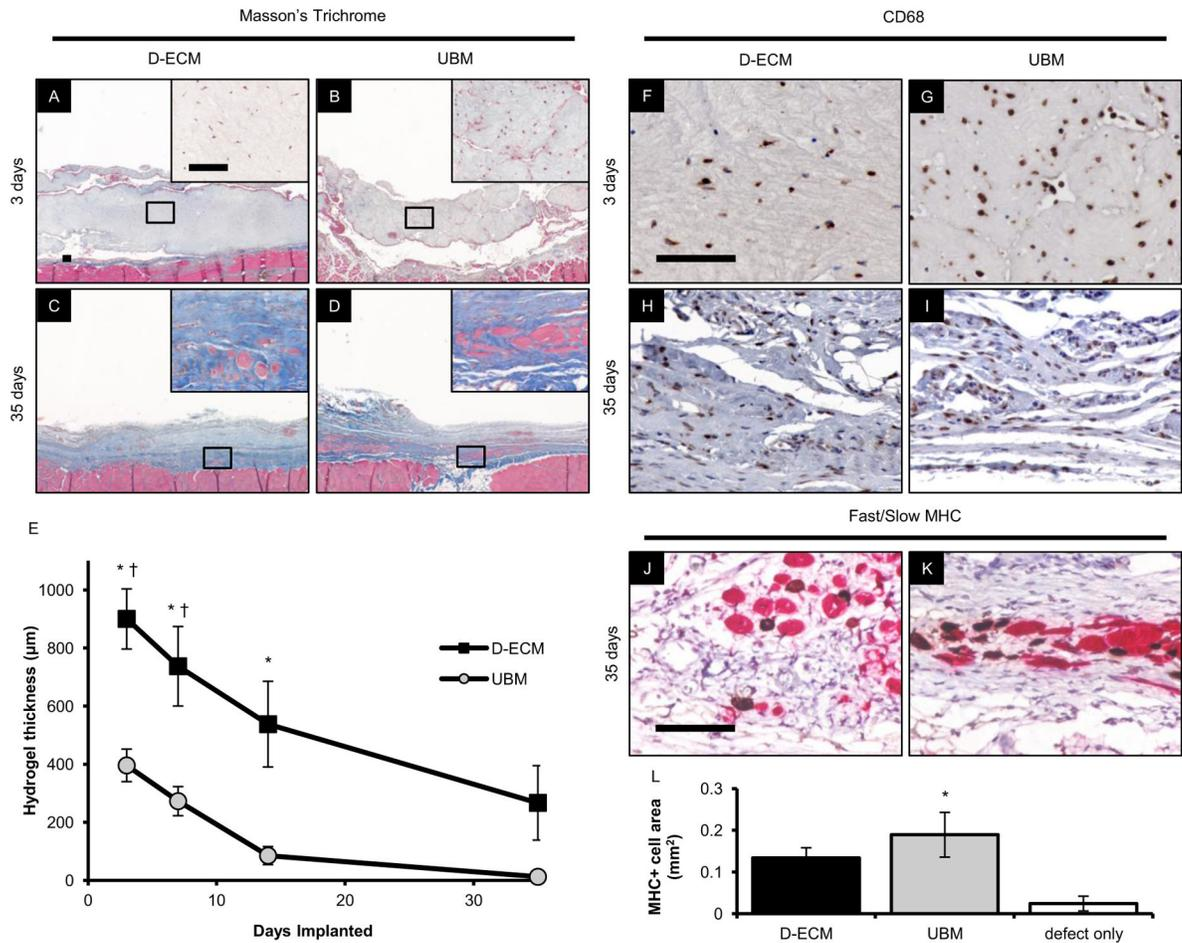 Masson's Trichrome
CD68
D-ECM
UBM
D-ECM
UBM
3 days
A
B
3 days
F
G
35 days
C
D
35 days
H
I
E
Fast/Slow MHC
35 days
J
K
Hydrogel thickness (µm)
1000
800
600
400
200
0
* †
* †
*
D-ECM
UBM
0
10
20
30
Days Implanted
L
MHC+ cell area
(mm²)
0.3
0.2
0.1
0
*
D-ECM
UBM
defect only